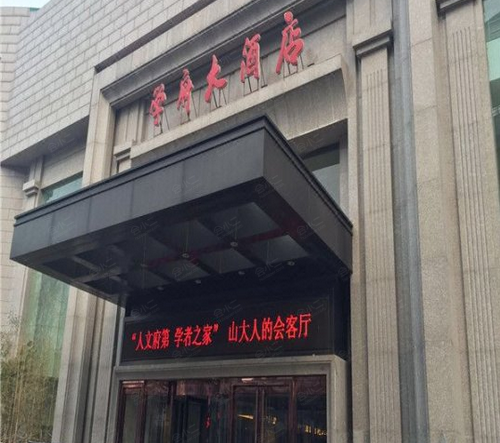 学府大酒店
“人文府第 学者之家” 山大人的会客厅